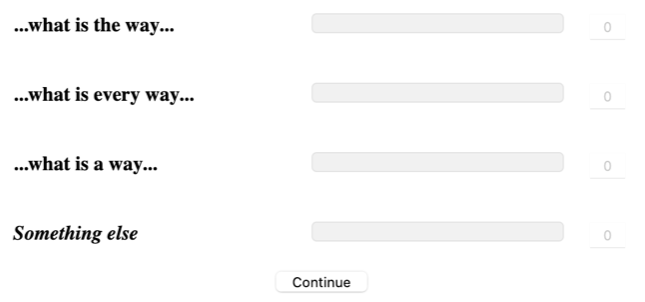 ...what is the way... 0
...what is every way... 0
...what is a way... 0
Something else 0
Continue